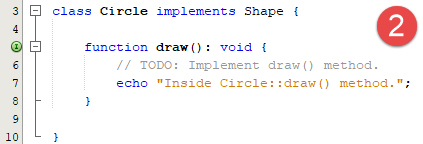 3 class Circle implements Shape {
4
function draw(): void { 2
6 // TODO: Implement draw() method.
7 echo "Inside Circle::draw() method.";
8 }
9
10 }